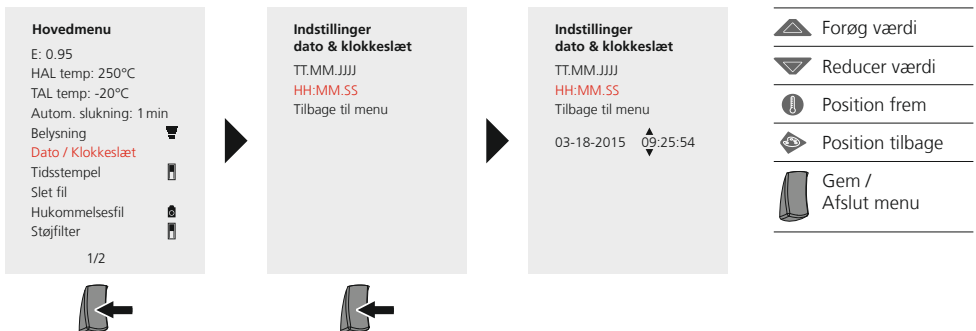 Hovedmenu
E: 0.95
HAL temp: 250°C
TAL temp: -20°C
Autom. slukning: 1 min
Belysning
Dato / Klokkeslæt
Tidsstempel
Slet fil
Hukommelsesfil
Støjfilter
1/2
Indstillinger
dato & klokkeslæt
TT.MM.JJJJ
HH:MM.SS
Tilbage til menu
Indstillinger
dato & klokkeslæt
TT.MM.JJJJ
HH:MM.SS
Tilbage til menu
03-18-2015 09:25:54
Forøg værdi
Reducer værdi
Position frem
Position tilbage
Gem /
Afslut menu